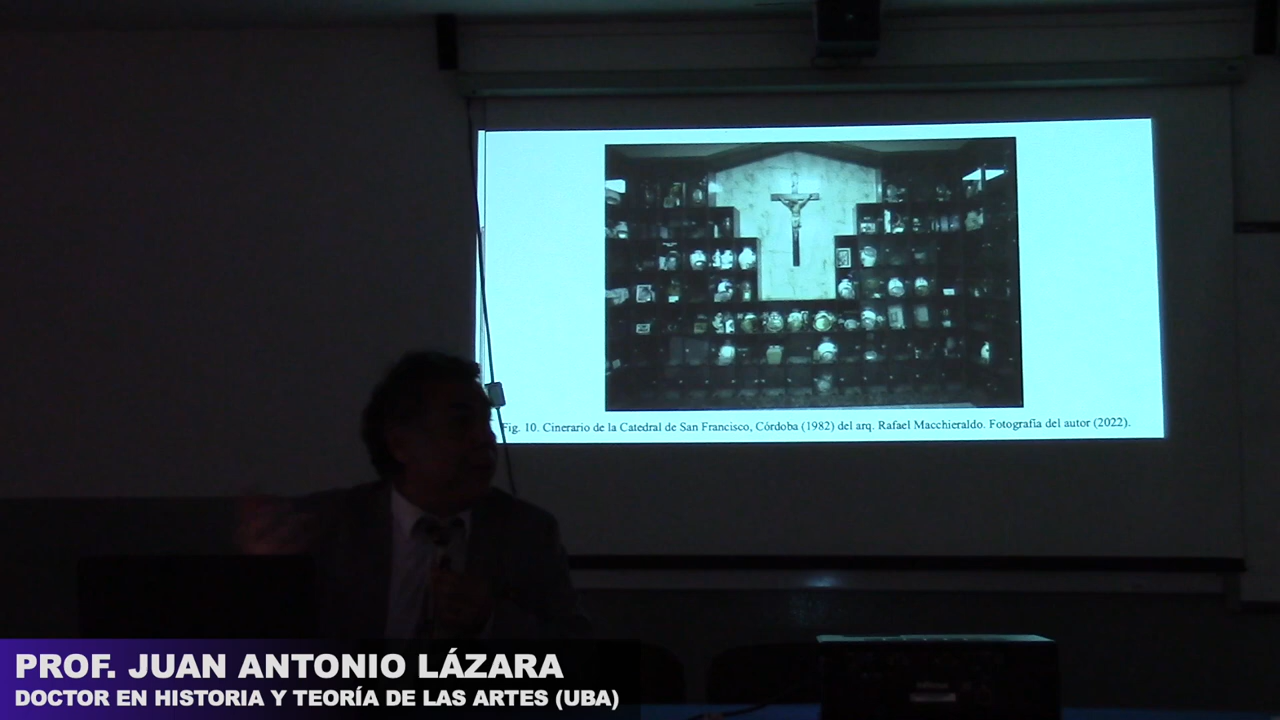 Fig. 10. Cinerario de la Catedral de San Francisco, Córdoba (1982) del arq. Rafael Macchieraldo. Fotografía del autor (2022).
PROF. JUAN ANTONIO LÁZARA
DOCTOR EN HISTORIA Y TEORÍA DE LAS ARTES (UBA)